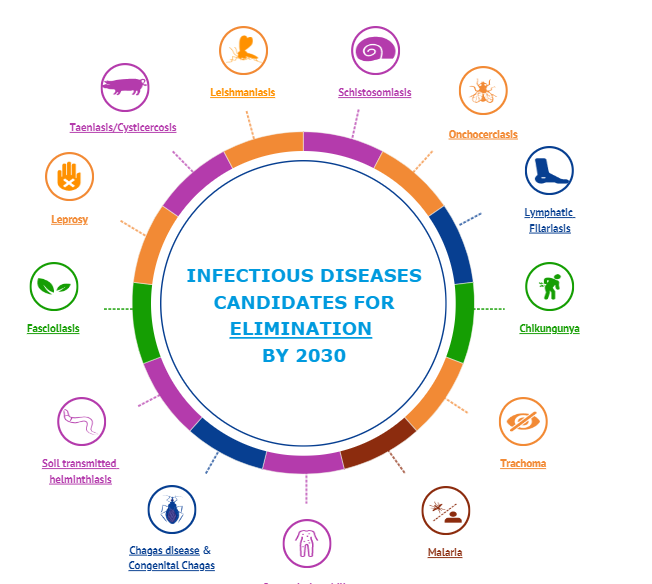 Leishmaniasis
Schistosomiasis
Taeniasis/Cysticercosis
Onchocerciasis
Leprosy
Lymphatic
Filariasis
INFECTIOUS DISEASES
CANDIDATES FOR
ELIMINATION
BY 2030
Fascioliasis
Chikungunya
Soil transmitted
helminthiasis
Trachoma
Chagas disease &
Congenital Chagas
Malaria